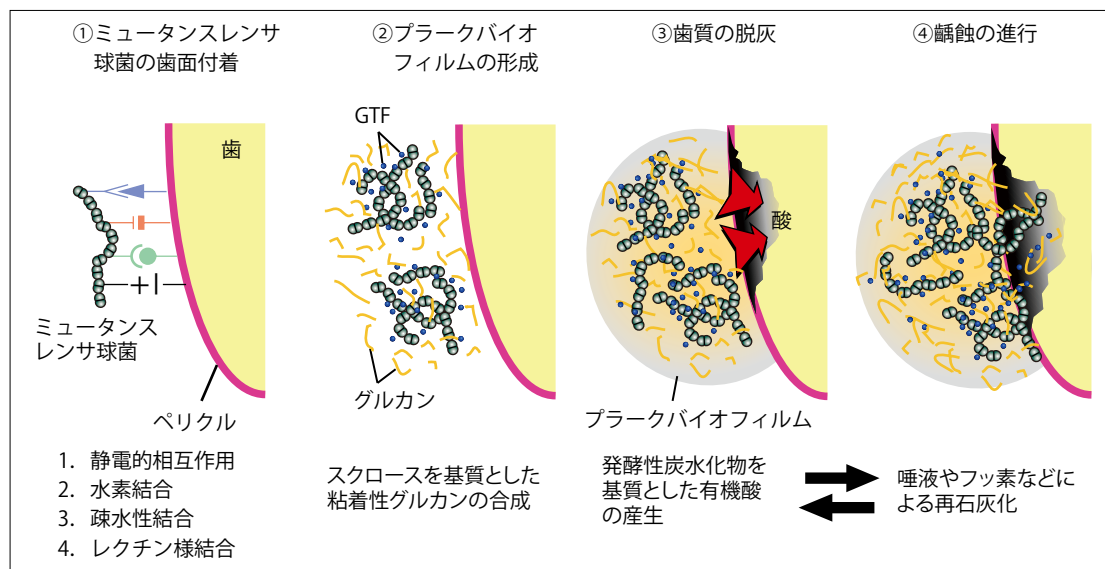 ①ミュータンスレンサ
球菌の歯面付着
歯
ミュータンス
レンサ球菌
ペリクル
1. 静電的相互作用
2. 水素結合
3. 疎水性結合
4. レクチン様結合
②プラークバイオ
フィルムの形成
GTF
グルカン
スクロースを基質とした
粘着性グルカンの合成
③歯質の脱灰
酸
プラークバイオフィルム
発酵性炭水化物を
基質とした有機酸
の産生
④齲蝕の進行
唾液やフッ素などに
よる再石灰化